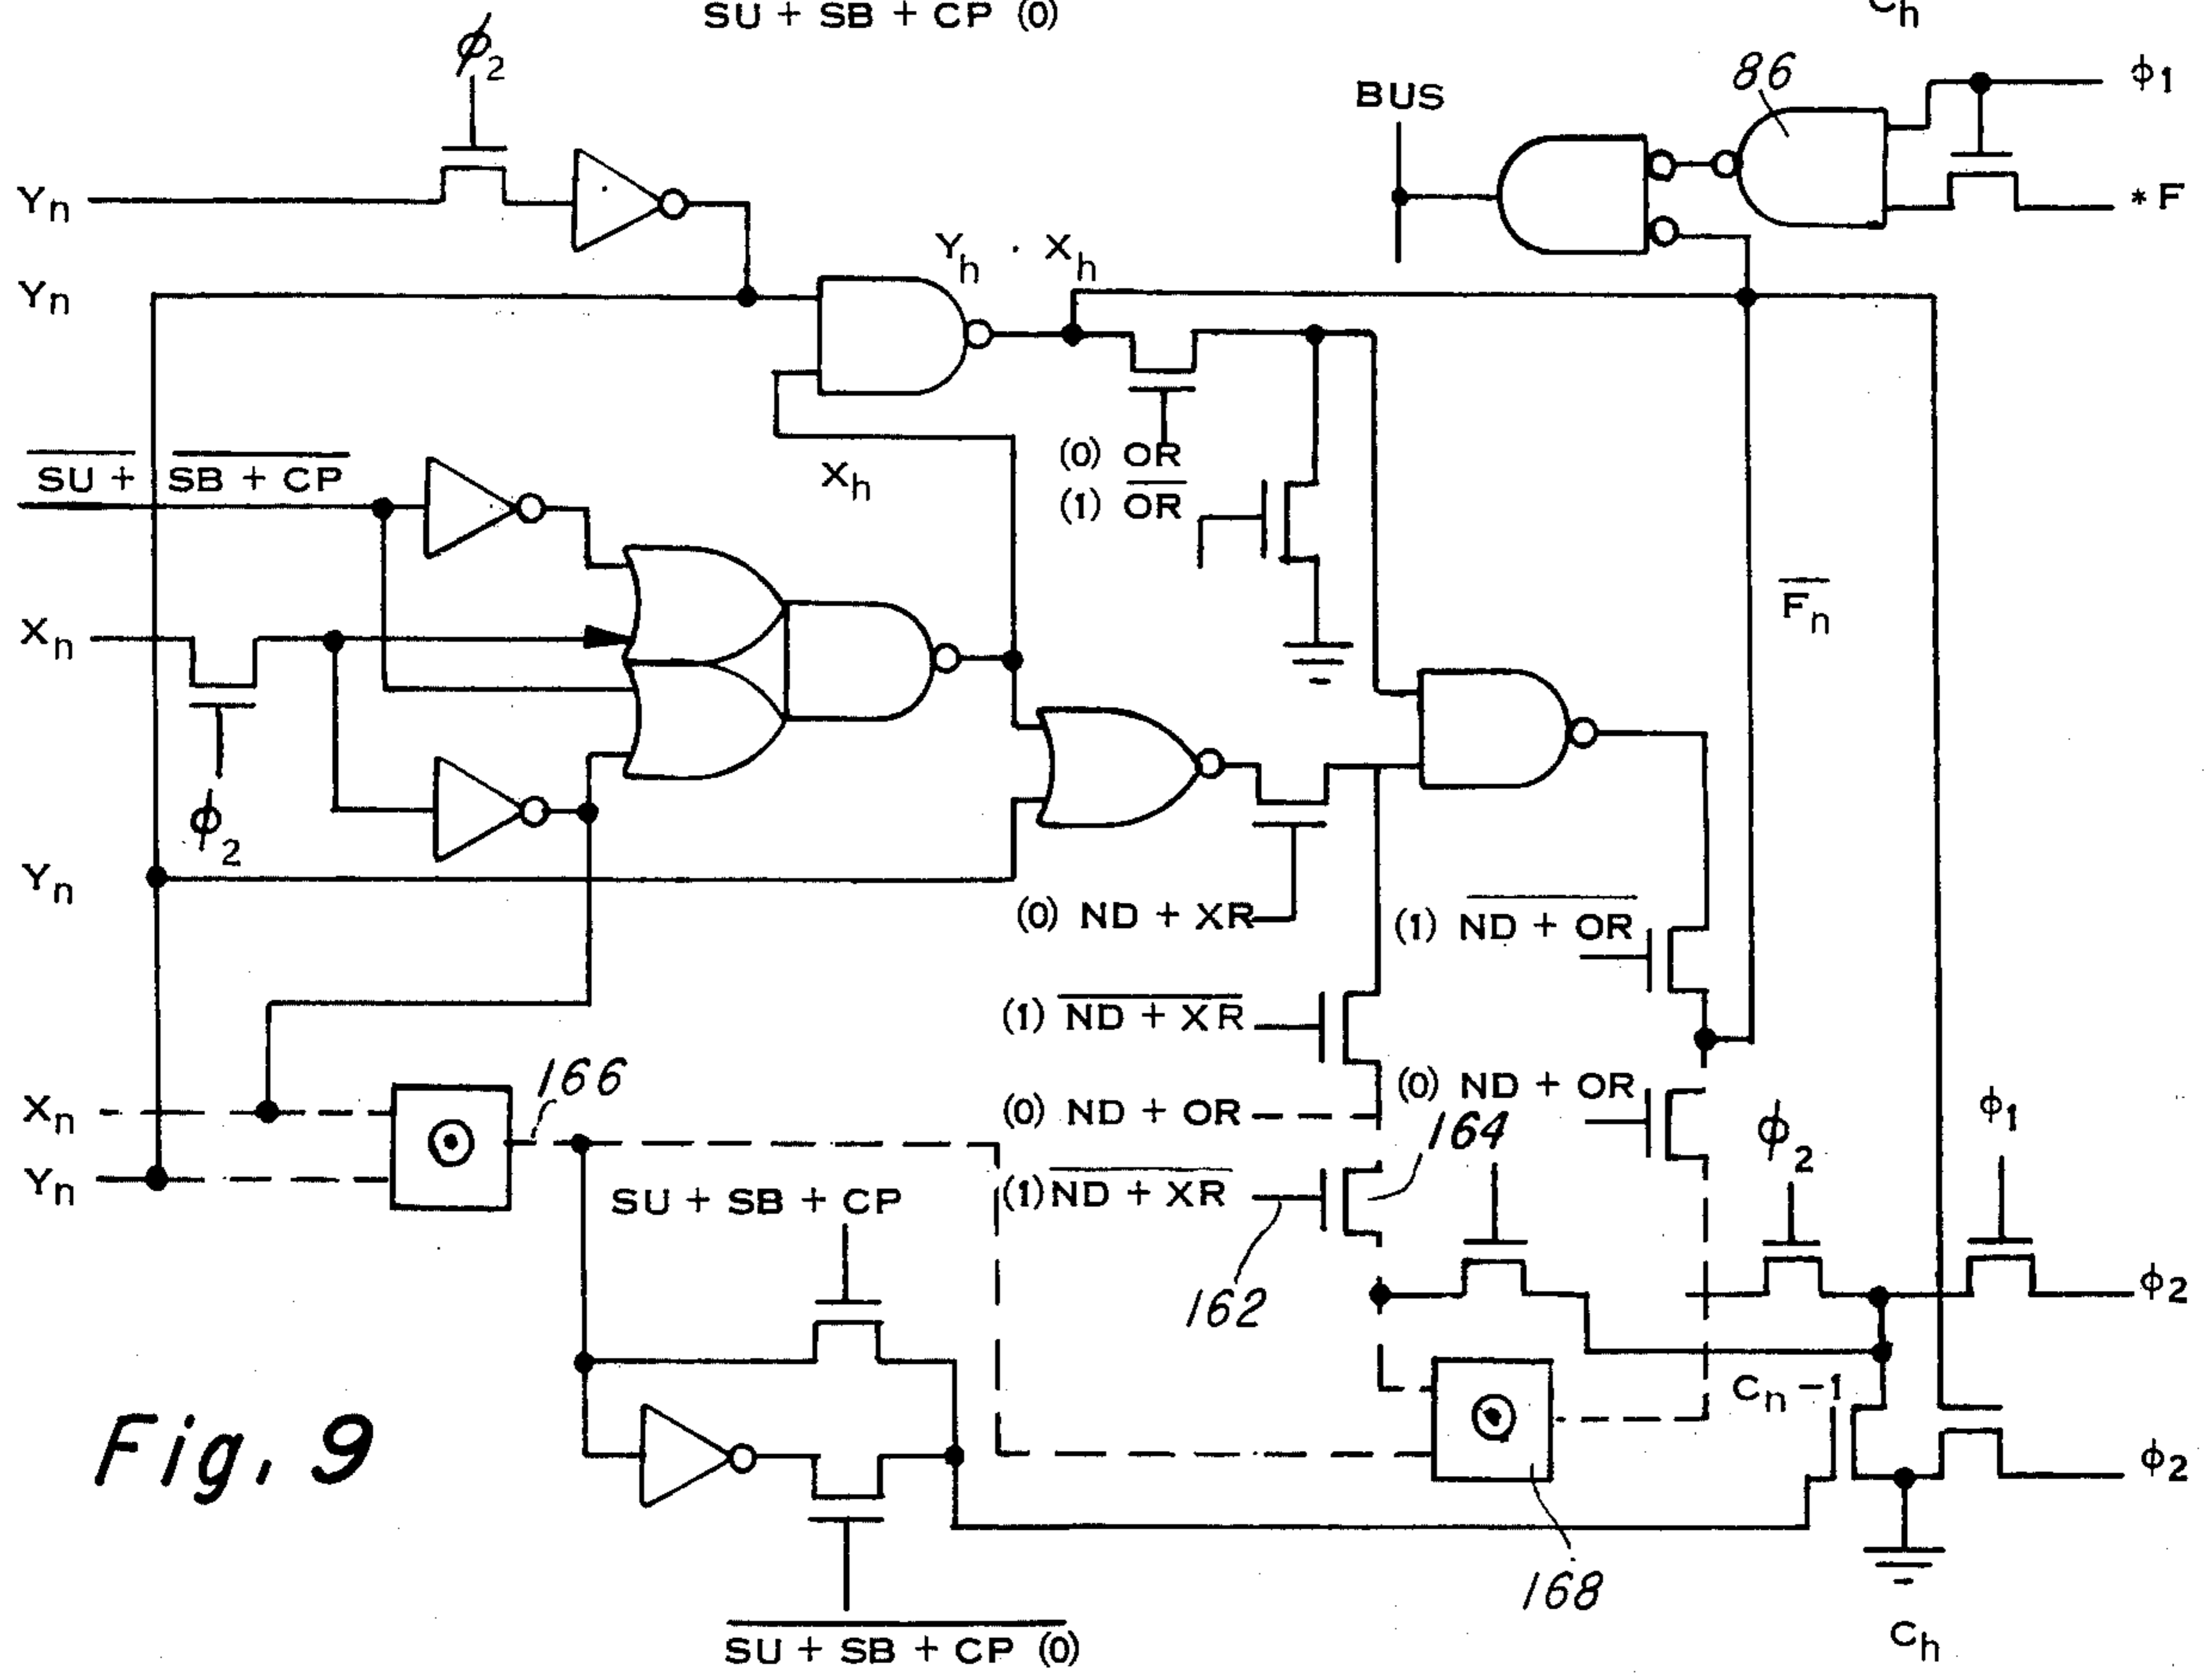 SU + SB + CP (0)
Ch
ϕ2
86
ϕ1
BUS
Yn
* F
Yh · Xh
Yn
(0) OR
SU + SB + CP
Xh
(1) OR
Fn
Xh
ϕ2
Yn
(0) ND + XR
(1) ND + OR
(1) ND + XR
166
(0) ND + OR
Xn
(0) ND + OR
ϕ1
164
ϕ2
Yn
SU + SB + CP
(1) ND + XR
162
ϕ2
Cn-1
Fig. 9
ϕ2
168
SU + SB + CP (0)
Ch